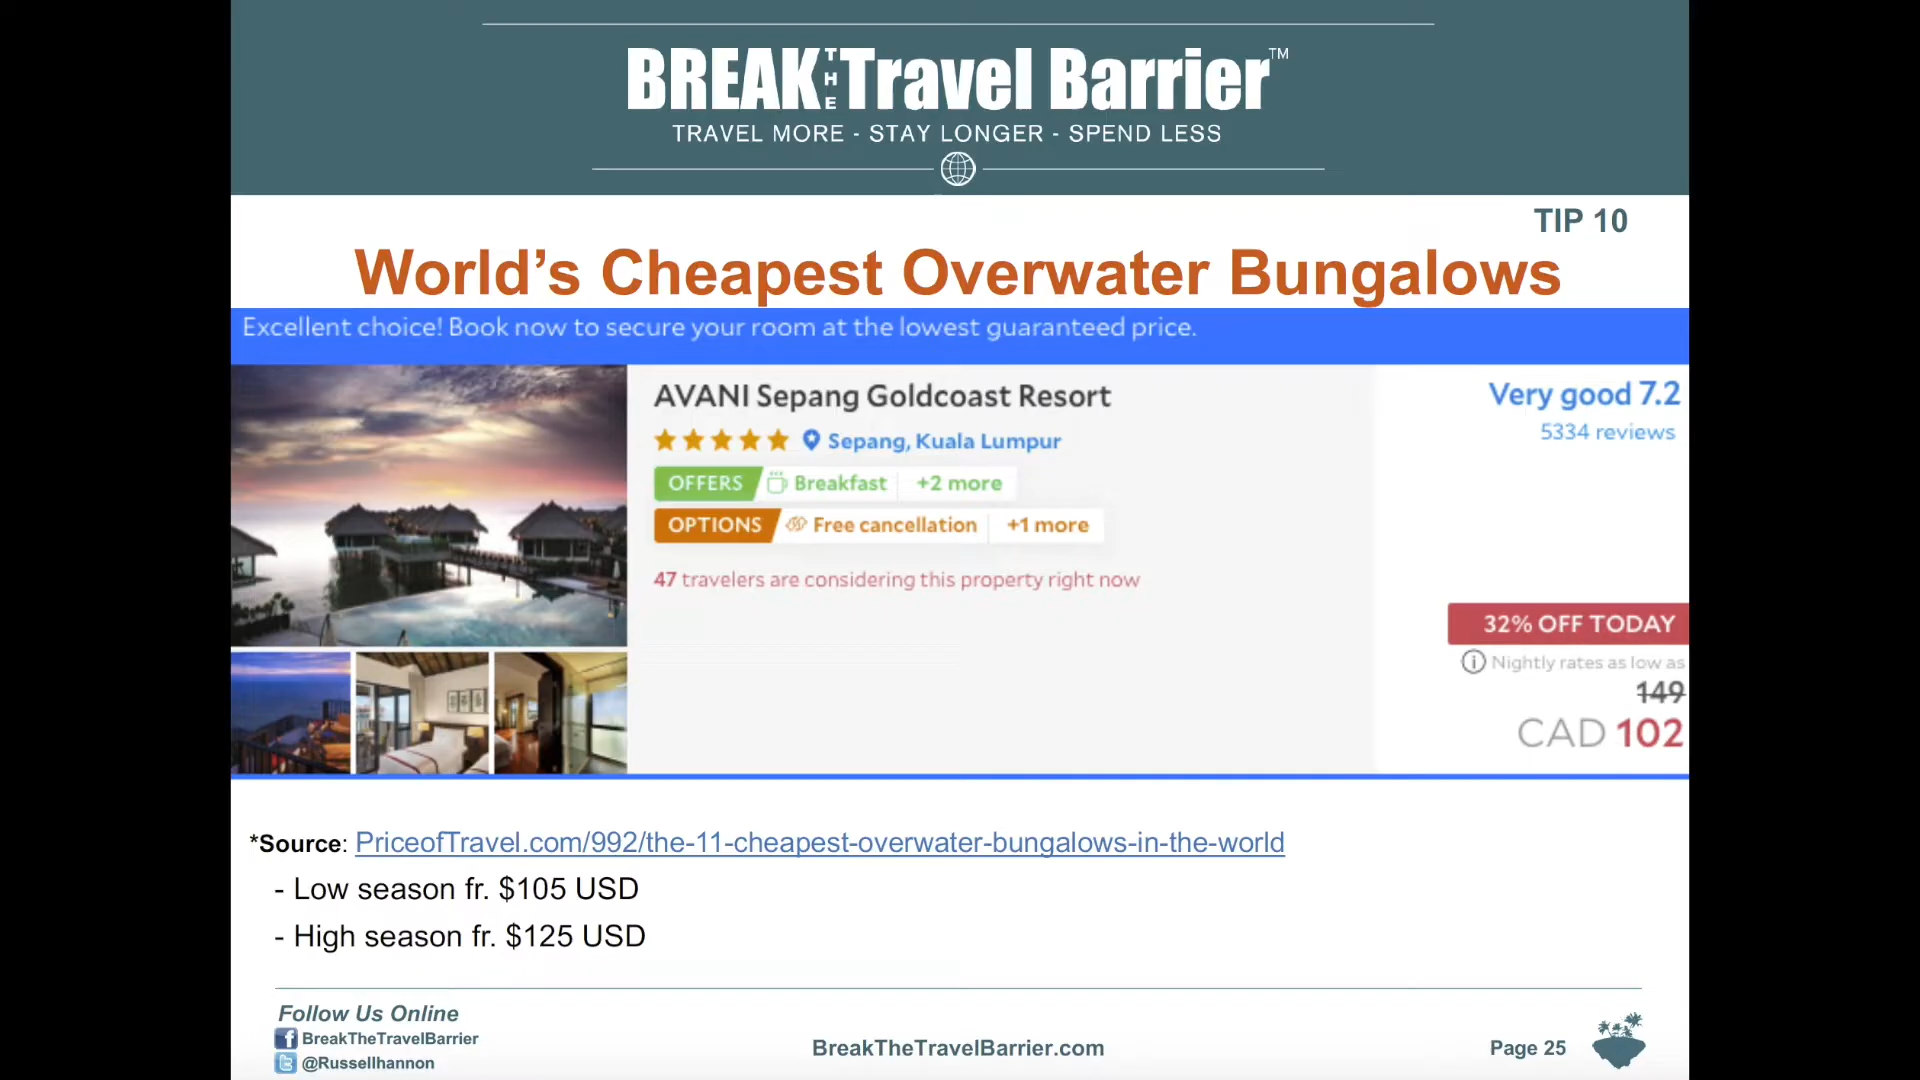 BREAK THE Travel Barrier™
TRAVEL MORE - STAY LONGER - SPEND LESS
TIP 10
World’s Cheapest Overwater Bungalows
Excellent choice! Book now to secure your room at the lowest guaranteed price.
AVANI Sepang Goldcoast Resort
Sepang, Kuala Lumpur
OFFERS Breakfast +2 more
OPTIONS Free cancellation +1 more
47 travelers are considering this property right now
Very good 7.2
5334 reviews
32% OFF TODAY
Nightly rates as low as
149
CAD 102
*Source: PriceofTravel.com/992/the-11-cheapest-overwater-bungalows-in-the-world
- Low season fr. $105 USD
- High season fr. $125 USD
Follow Us Online
BreakTheTravelBarrier
@Russellhannon
BreakTheTravelBarrier.com
Page 25